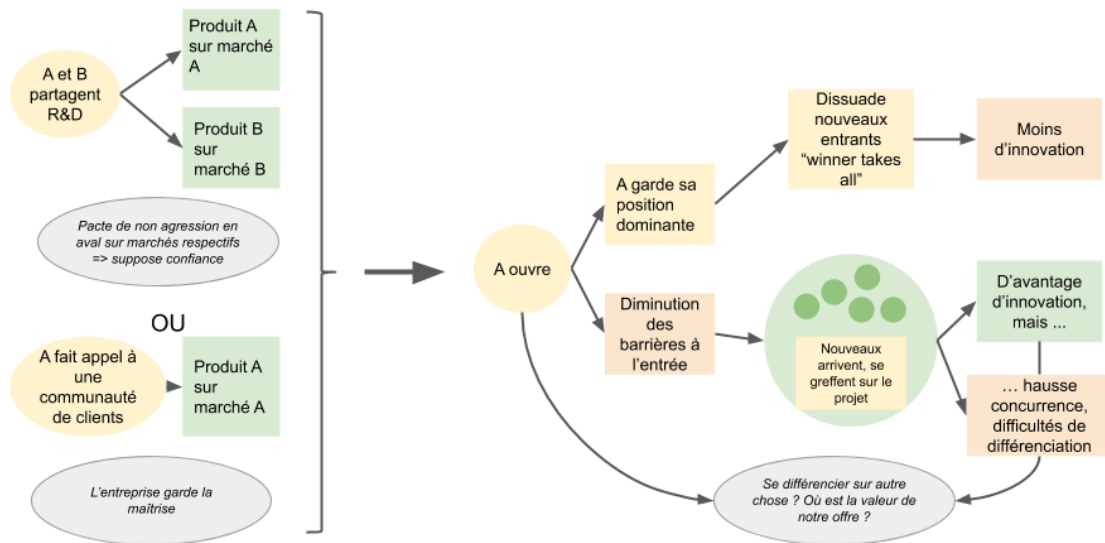 Produit A
sur marché
A
A et B
partagent
R&D
Produit B
sur
marché B
Pacte de non agression en
aval sur marchés respectifs
=> suppose confiance
OU
A fait appel à
une
communauté
de clients
Produit A
sur
marché A
L'entreprise garde la
maîtrise
A ouvre
A garde sa
position
dominante
Dissuade
nouveaux
entrants
“winner takes
all”
Moins
d'innovation
Diminution
des
barrières à
l'entrée
Nouveaux
arrivent, se
greffent sur le
projet
D'avantage
d'innovation,
mais ...
… hausse
concurrence,
difficultés de
différenciation
Se différencier sur autre
chose ? Où est la valeur de
notre offre ?